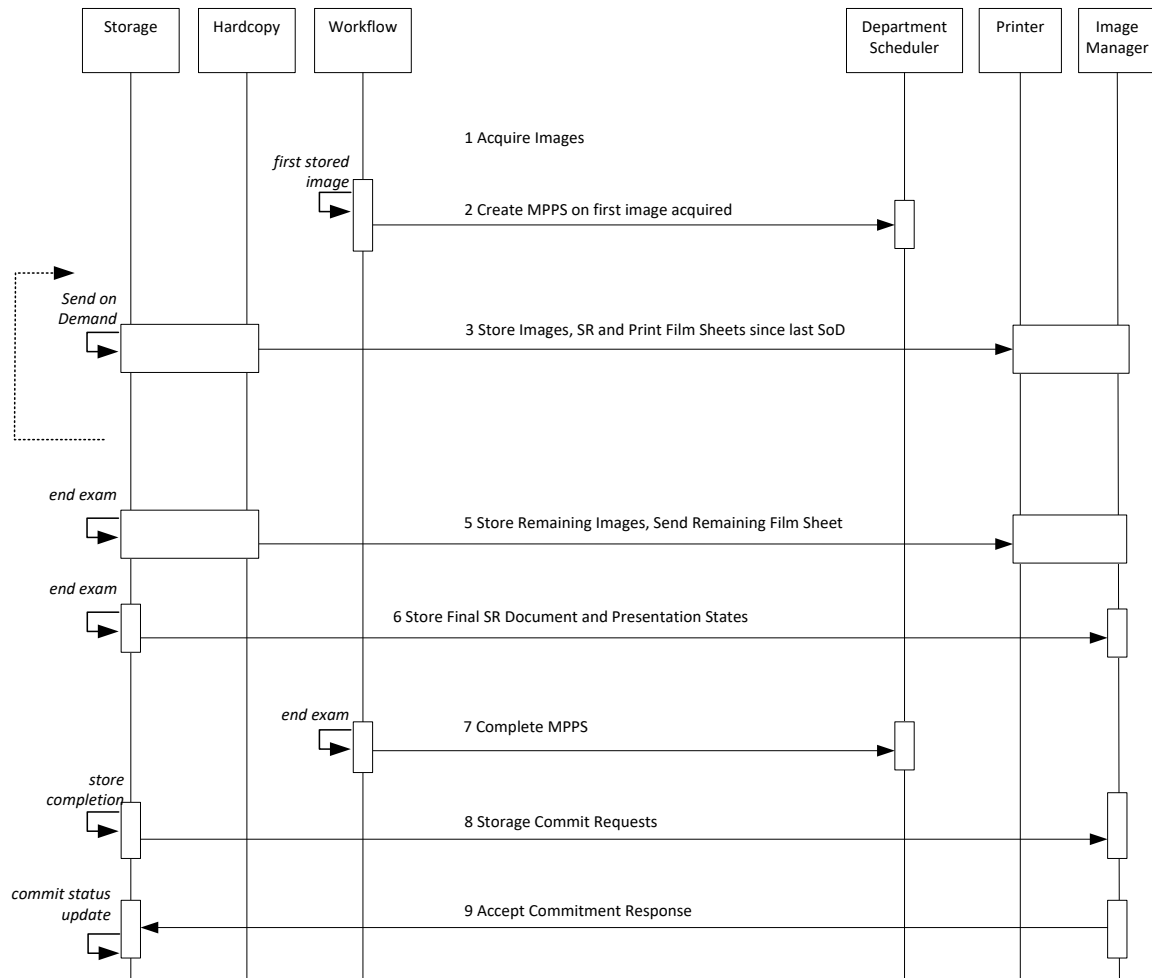 Storage
Hardcopy
Workflow
Department
Scheduler
Printer
Image
Manager
1 Acquire Images
first stored
image
2 Create MPPS on first image acquired
Send on
Demand
3 Store Images, SR and Print Film Sheets since last SoD
end exam
5 Store Remaining Images, Send Remaining Film Sheet
end exam
6 Store Final SR Document and Presentation States
end exam
7 Complete MPPS
store
completion
8 Storage Commit Requests
commit status
update
9 Accept Commitment Response